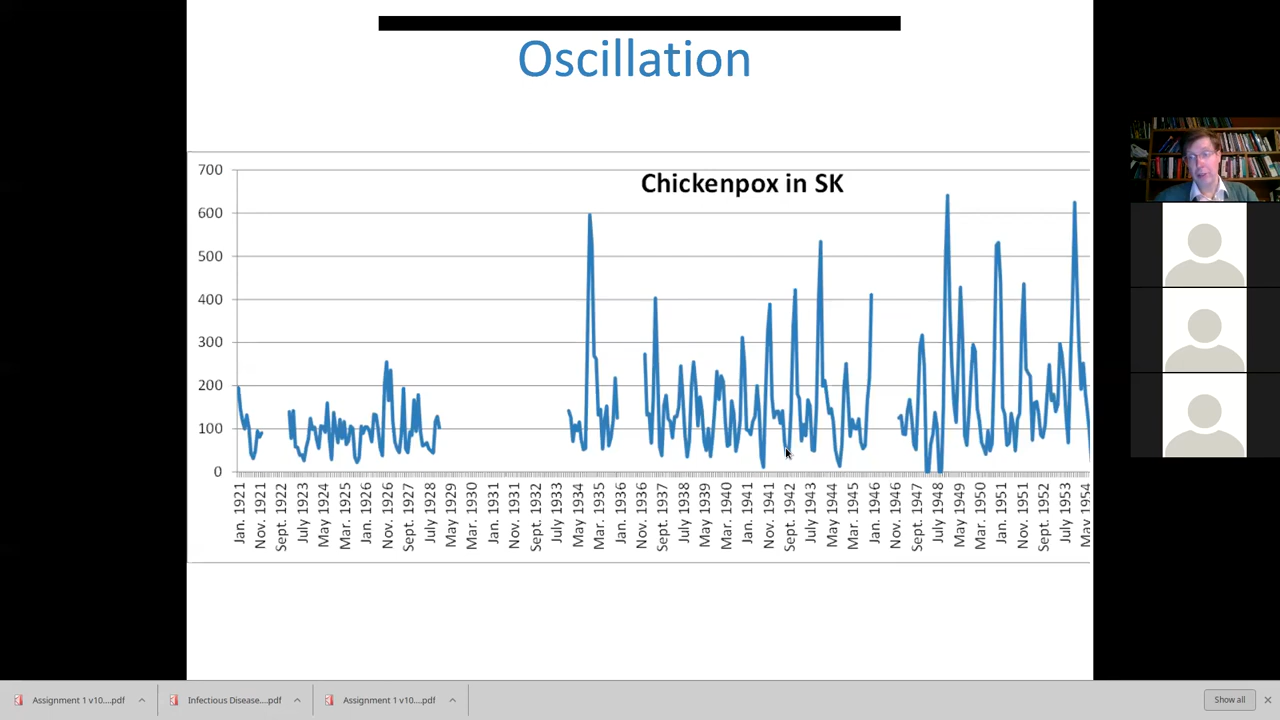 Oscillation
Chickenpox in SK
700
600
500
400
300
200
100
0
Jan. 1921
Nov. 1921
Sept. 1922
July 1923
May 1924
Mar. 1925
Jan. 1926
Nov. 1926
Sept. 1927
July 1928
May 1929
Mar. 1930
Jan. 1931
Nov. 1931
Sept. 1932
July 1933
May 1934
Mar. 1935
Jan. 1936
Nov. 1936
Sept. 1937
July 1938
May 1939
Mar. 1940
Jan. 1941
Nov. 1941
Sept. 1942
July 1943
May 1944
Mar. 1945
Jan. 1946
Nov. 1946
Sept. 1947
July 1948
May 1949
Mar. 1950
Jan. 1951
Nov. 1951
Sept. 1952
July 1953
May 1954
Assignment 1 v10....pdf
Infectious Disease....pdf
Assignment 1 v10....pdf
Show all